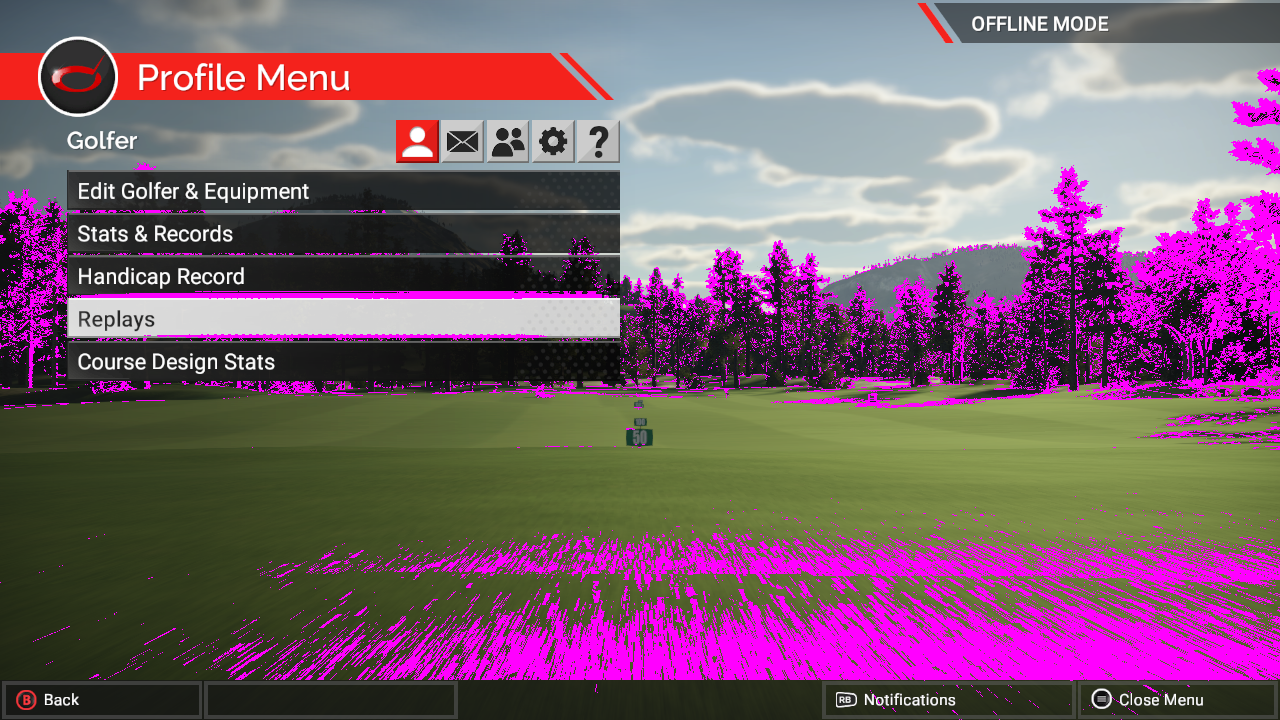 OFFLINE MODE
Profile Menu
Golfer
?
Edit Golfer & Equipment
Stats & Records
Handicap Record
Replays
Course Design Stats
50
B Back
RB Notifications
Close Menu